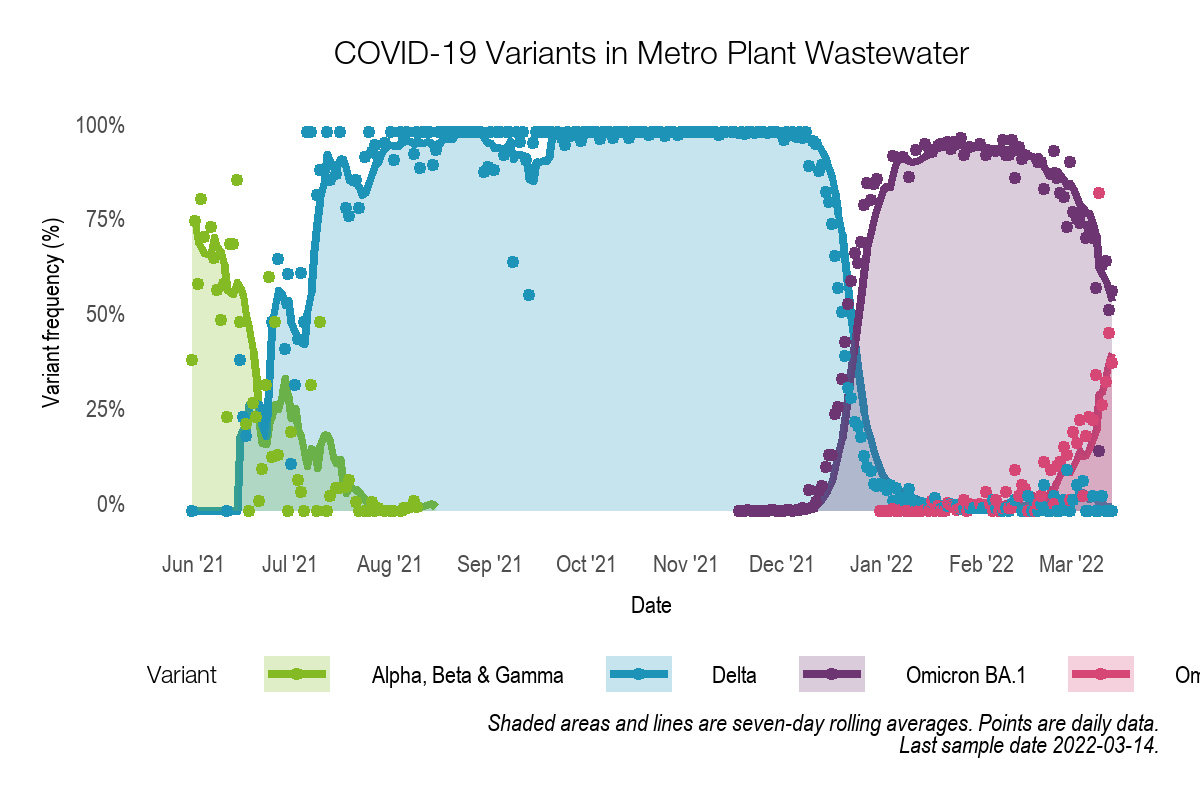 COVID-19 Variants in Metro Plant Wastewater
100%
75%
50%
25%
0%
Variant frequency (%)
Jun '21 Jul '21 Aug '21 Sep '21 Oct '21 Nov '21 Dec '21 Jan '22 Feb '22 Mar '22
Date
Variant Alpha, Beta & Gamma Delta Omicron BA.1 Om
Shaded areas and lines are seven-day rolling averages. Points are daily data.
Last sample date 2022-03-14.